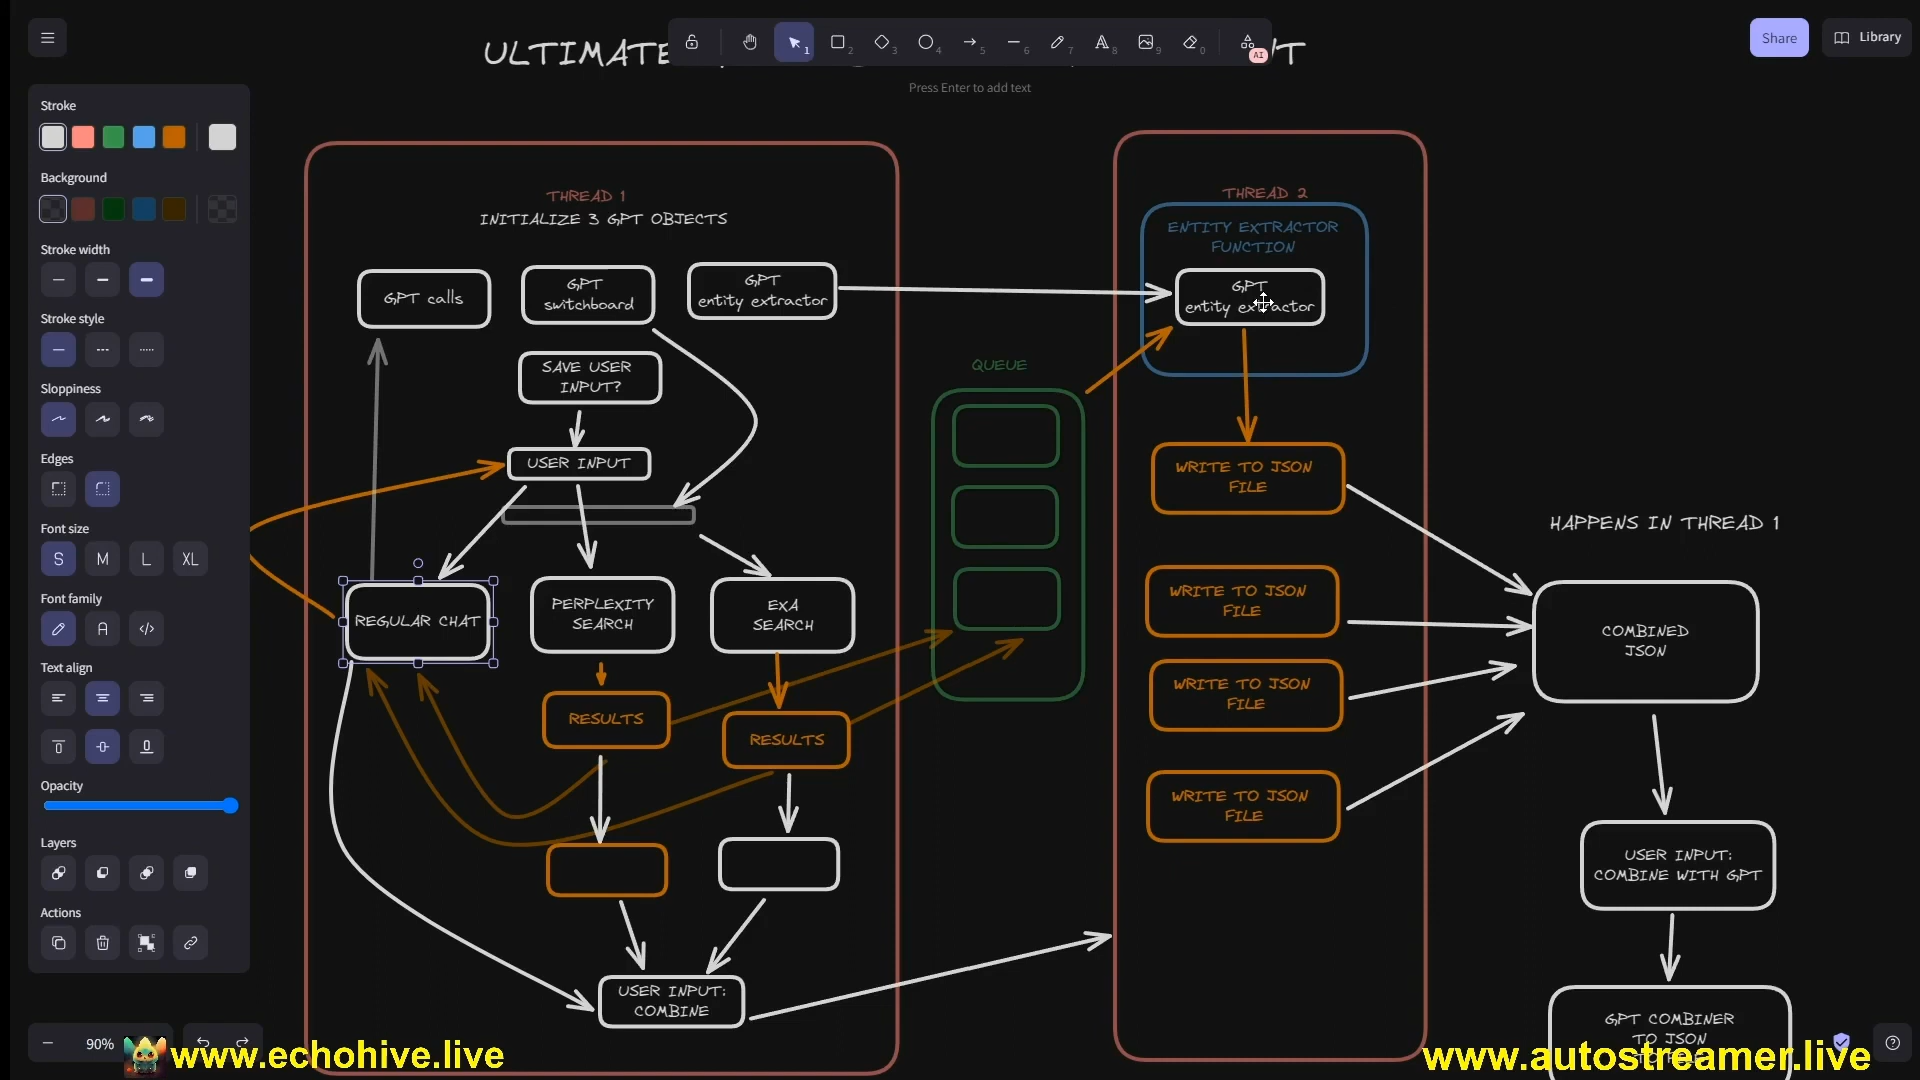 ULTIMATE
Share
Library
Press Enter to add text
Stroke
Background
Stroke width
Stroke style
Sloppiness
Edges
Font size
S M L XL
Font family
Text align
Opacity
Layers
Actions
90%
THREAD 1
INITIALIZE 3 GPT OBJECTS
GPT calls
GPT
switchboard
GPT
entity extractor
SAVE USER
INPUT?
USER INPUT
REGULAR CHAT
PERPLEXITY
SEARCH
EXA
SEARCH
RESULTS
RESULTS
USER INPUT:
COMBINE
QUEUE
THREAD 2
ENTITY EXTRACTOR
FUNCTION
GPT
entity extractor
WRITE TO JSON
FILE
WRITE TO JSON
FILE
WRITE TO JSON
FILE
WRITE TO JSON
FILE
HAPPENS IN THREAD 1
COMBINED
JSON
USER INPUT:
COMBINE WITH GPT
GPT COMBINER
TO JSON
www.echohive.live
www.autostreamer.live